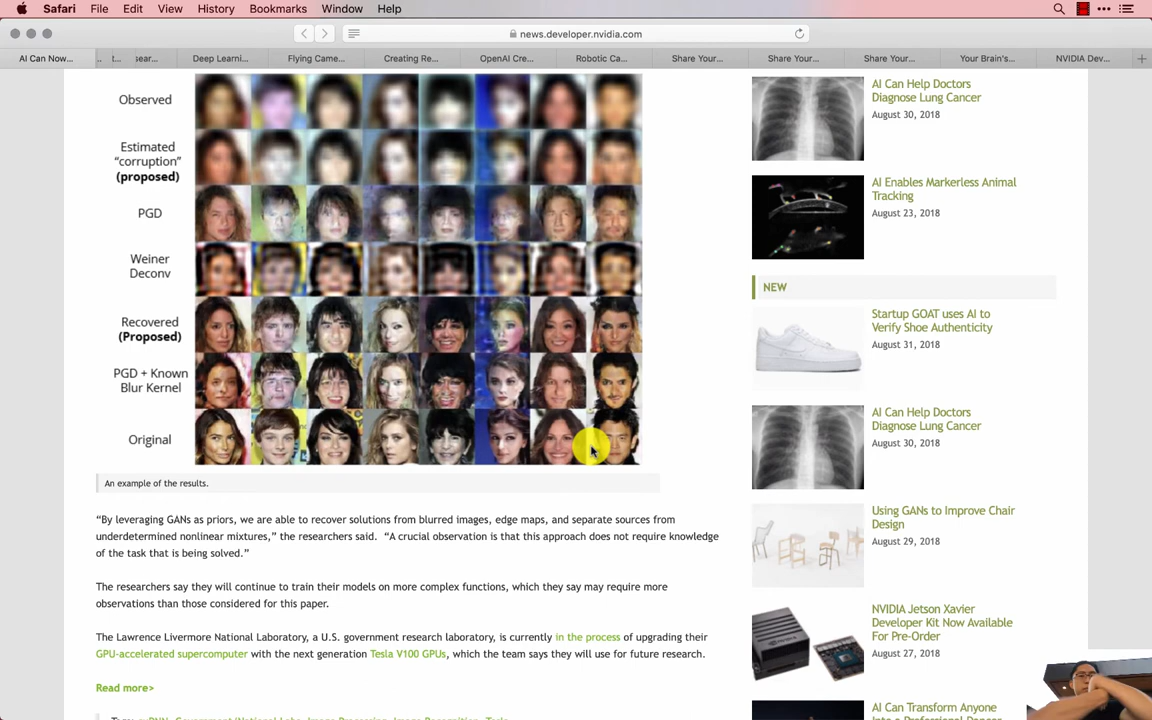 Safari File Edit View History Bookmarks Window Help
news.developer.nvidia.com
AI Can Now... .. t... sear... Deep Learni... Flying Came... Creating Re... OpenAI Cre... Robotic Ca... Share Your... Share Your... Share Your... Your Brain's... NVIDIA Dev...
Observed
Estimated
“corruption”
(proposed)
PGD
Weiner
Deconv
Recovered
(Proposed)
PGD + Known
Blur Kernel
Original
An example of the results.
“By leveraging GANs as priors, we are able to recover solutions from blurred images, edge maps, and separate sources from
underdetermined nonlinear mixtures,” the researchers said. “A crucial observation is that this approach does not require knowledge
of the task that is being solved.”
The researchers say they will continue to train their models on more complex functions, which they say may require more
observations than those considered for this paper.
The Lawrence Livermore National Laboratory, a U.S. government research laboratory, is currently in the process of upgrading their
GPU-accelerated supercomputer with the next generation Tesla V100 GPUs, which the team says they will use for future research.
Read more>
AI Can Help Doctors
Diagnose Lung Cancer
August 30, 2018
AI Enables Markerless Animal
Tracking
August 23, 2018
NEW
Startup GOAT uses AI to
Verify Shoe Authenticity
August 31, 2018
AI Can Help Doctors
Diagnose Lung Cancer
August 30, 2018
Using GANs to Improve Chair
Design
August 29, 2018
NVIDIA Jetson Xavier
Developer Kit Now Available
For Pre-Order
August 27, 2018
AI Can Transform Anyone